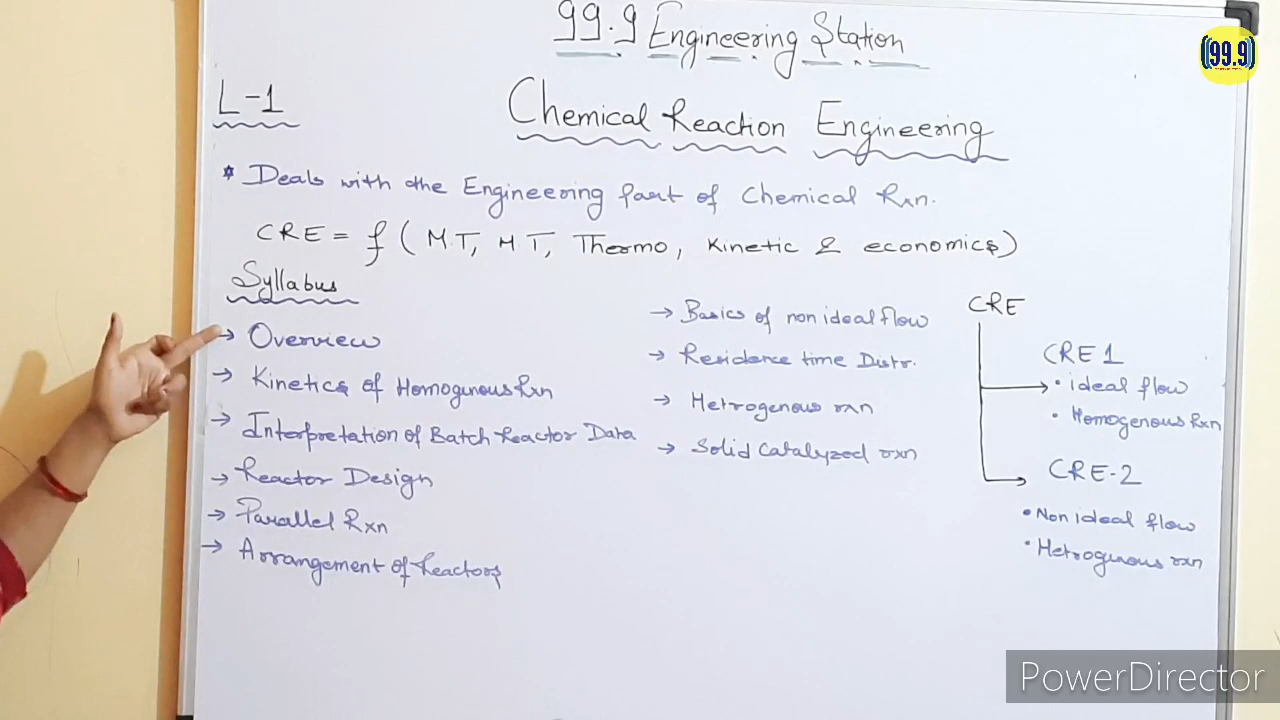 99.9 Engineering Station
(99.9)
L-1
Chemical Reaction Engineering
* Deals with the Engineering Part of Chemical Rxn.
CRE = f ( M.T, H.T, Thermo, Kinetic & economics)
Syllabus
→ Overview
→ Kinetics of Homogenous Rxn
→ Interpretation of Batch Reactor Data
→ Reactor Design
→ Parallel Rxn
→ Arrangement of Reactors
→ Basics of non ideal flow
→ Residence time Distr.
→ Hetrogenous rxn
→ Solid Catalyzed rxn
CRE
CRE 1
• ideal flow
• Homogenous Rxn
CRE-2
• Non ideal flow
• Hetrogenous rxn
PowerDirector